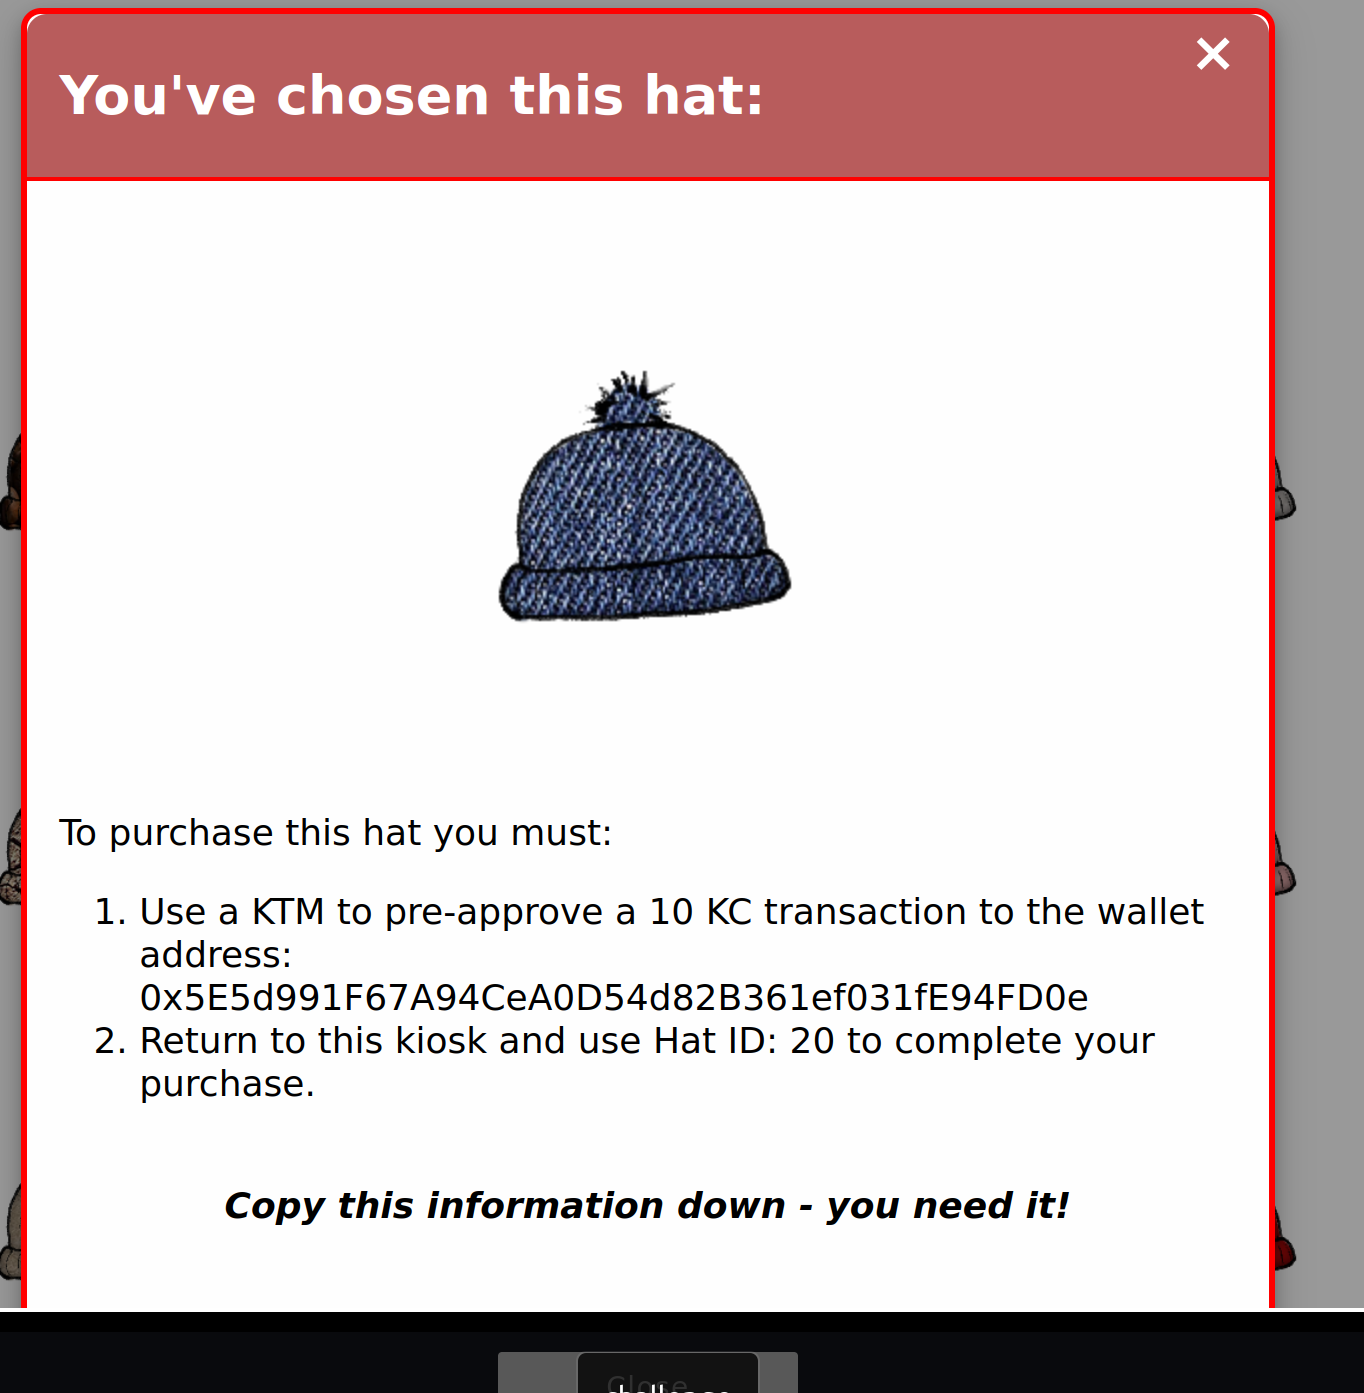 You've chosen this hat:
To purchase this hat you must:
1. Use a KTM to pre-approve a 10 KC transaction to the wallet
address:
0x5E5d991F67A94CeA0D54d82B361ef031fE94FD0e
2. Return to this kiosk and use Hat ID: 20 to complete your
purchase.
Copy this information down - you need it!
Close